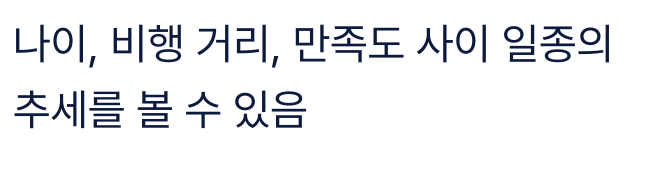 나이, 비행 거리, 만족도 사이 일종의
추세를 볼 수 있음